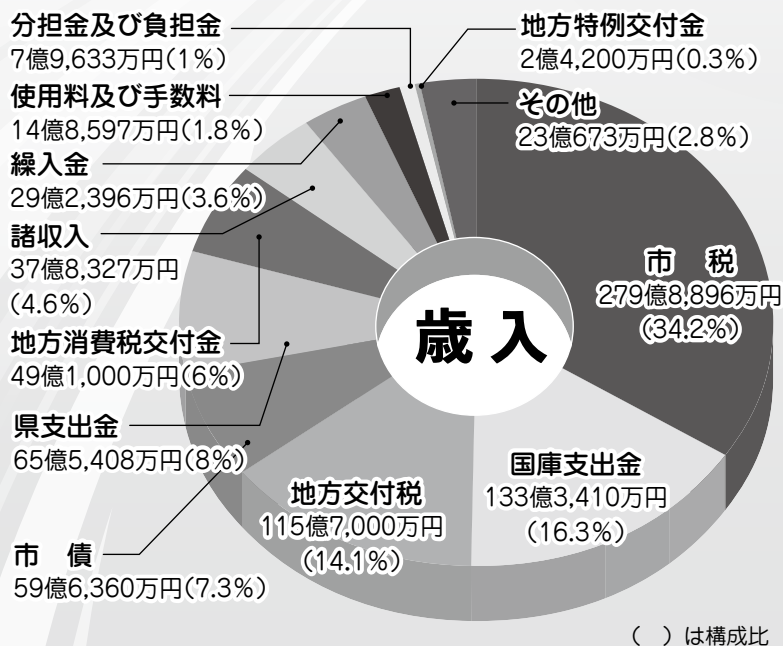 分担金及び負担金
7億9,633万円(1%)
使用料及び手数料
14億8,597万円(1.8%)
繰入金
29億2,396万円(3.6%)
諸収入
37億8,327万円
(4.6%)
地方消費税交付金
49億1,000万円(6%)
県支出金
65億5,408万円(8%)
市　債
59億6,360万円(7.3%)
地方特例交付金
2億4,200万円(0.3%)
その他
23億673万円(2.8%)
市　税
279億8,896万円
(34.2%)
歳入
国庫支出金
133億3,410万円
(16.3%)
地方交付税
115億7,000万円
(14.1%)
(　)は構成比